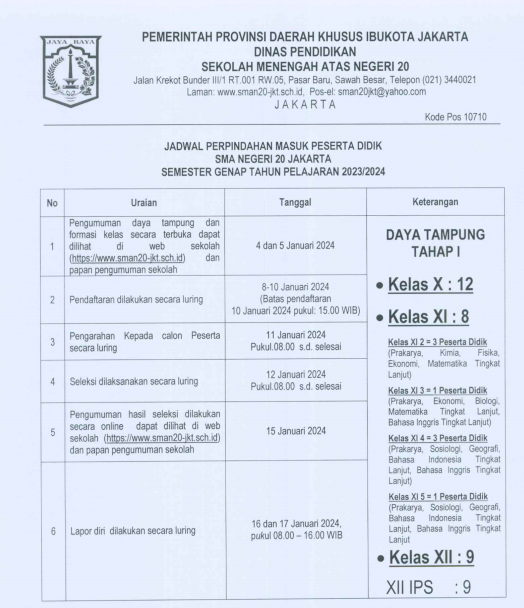 JAYA RAYA
PEMERINTAH PROVINSI DAERAH KHUSUS IBUKOTA JAKARTA
DINAS PENDIDIKAN
SEKOLAH MENENGAH ATAS NEGERI 20
Jalan Krekot Bunder III/1 RT.001 RW.05, Pasar Baru, Sawah Besar, Telepon (021) 3440021
Laman: www.sman20-jkt.sch.id, Pos-el: sman20jkt@yahoo.com
JAKARTA
Kode Pos 10710
JADWAL PERPINDAHAN MASUK PESERTA DIDIK
SMA NEGERI 20 JAKARTA
SEMESTER GENAP TAHUN PELAJARAN 2023/2024
No Uraian Tanggal Keterangan
1
Pengumuman daya tampung dan
formasi kelas secara terbuka dapat
dilihat di web sekolah
(https://www.sman20-jkt.sch.id) dan
papan pengumuman sekolah
4 dan 5 Januari 2024
2
Pendaftaran dilakukan secara luring
8-10 Januari 2024
(Batas pendaftaran
10 Januari 2024 pukul: 15.00 WIB)
3
Pengarahan Kepada calon Peserta
secara luring
11 Januari 2024
Pukul.08.00 s.d. selesai
4
Seleksi dilaksanakan secara luring
12 Januari 2024
Pukul.08.00 s.d. selesai
5
Pengumuman hasil seleksi dilakukan
secara online dapat dilihat di web
sekolah (https://www.sman20-jkt.sch.id)
dan papan pengumuman sekolah
15 Januari 2024
6
Lapor diri dilakukan secara luring
16 dan 17 Januari 2024,
pukul 08.00 – 16.00 WIB
DAYA TAMPUNG
TAHAP I
• Kelas X : 12
• Kelas XI : 8
Kelas XI 2 = 3 Peserta Didik
(Prakarya, Kimia, Fisika,
Ekonomi, Matematika Tingkat
Lanjut)
Kelas XI 3 = 1 Peserta Didik
(Prakarya, Ekonomi, Biologi,
Matematika Tingkat Lanjut,
Bahasa Inggris Tingkat Lanjut)
Kelas XI 4 = 3 Peserta Didik
(Prakarya, Sosiologi, Geografi,
Bahasa Indonesia Tingkat
Lanjut, Bahasa Inggris Tingkat
Lanjut)
Kelas XI 5 = 1 Peserta Didik
(Prakarya, Sosiologi, Geografi,
Bahasa Indonesia Tingkat
Lanjut, Bahasa Inggris Tingkat
Lanjut
• Kelas XII : 9
XII IPS : 9